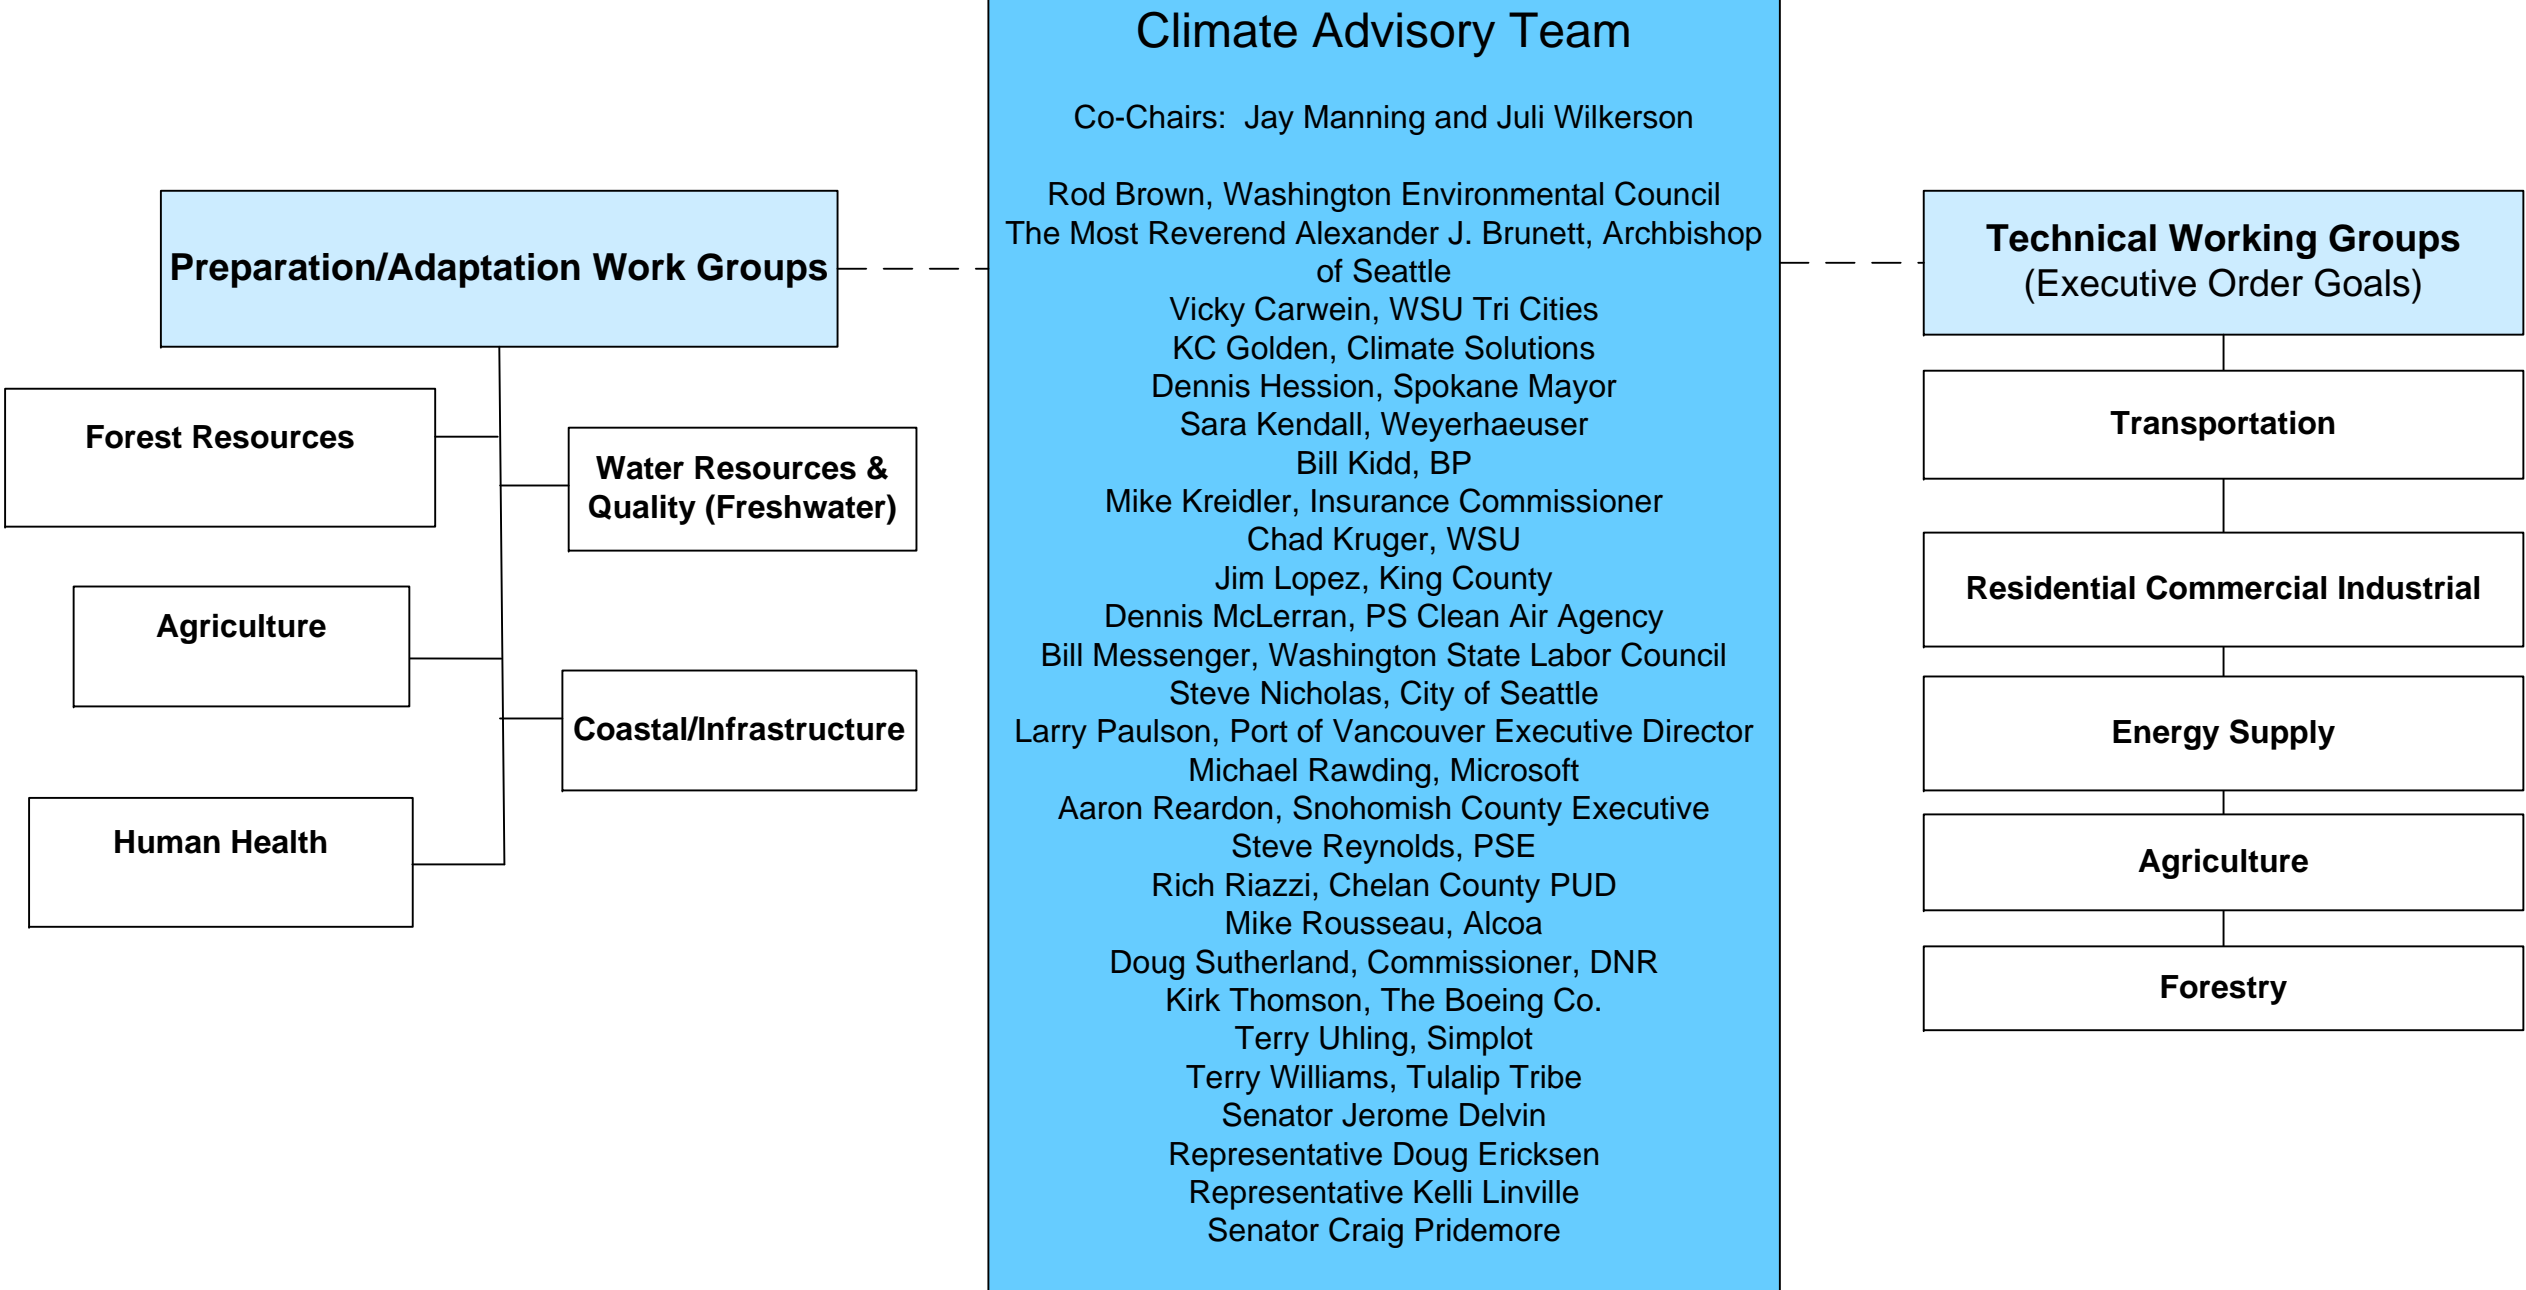 Climate Advisory Team
Co-Chairs:  Jay Manning and Juli Wilkerson
Rod Brown, Washington Environmental Council
The Most Reverend Alexander J. Brunett, Archbishop
of Seattle
Vicky Carwein, WSU Tri Cities
KC Golden, Climate Solutions
Dennis Hession, Spokane Mayor
Sara Kendall, Weyerhaeuser
Bill Kidd, BP
Mike Kreidler, Insurance Commissioner
Chad Kruger, WSU
Jim Lopez, King County
Dennis McLerran, PS Clean Air Agency
Bill Messenger, Washington State Labor Council
Steve Nicholas, City of Seattle
Larry Paulson, Port of Vancouver Executive Director
Michael Rawding, Microsoft
Aaron Reardon, Snohomish County Executive
Steve Reynolds, PSE
Rich Riazzi, Chelan County PUD
Mike Rousseau, Alcoa
Doug Sutherland, Commissioner, DNR
Kirk Thomson, The Boeing Co.
Terry Uhling, Simplot
Terry Williams, Tulalip Tribe
Senator Jerome Delvin
Representative Doug Ericksen
Representative Kelli Linville
Senator Craig Pridemore
Preparation/Adaptation Work Groups
Forest Resources
Water Resources &
Quality (Freshwater)
Agriculture
Coastal/Infrastructure
Human Health
Technical Working Groups
(Executive Order Goals)
Transportation
Residential Commercial Industrial
Energy Supply
Agriculture
Forestry